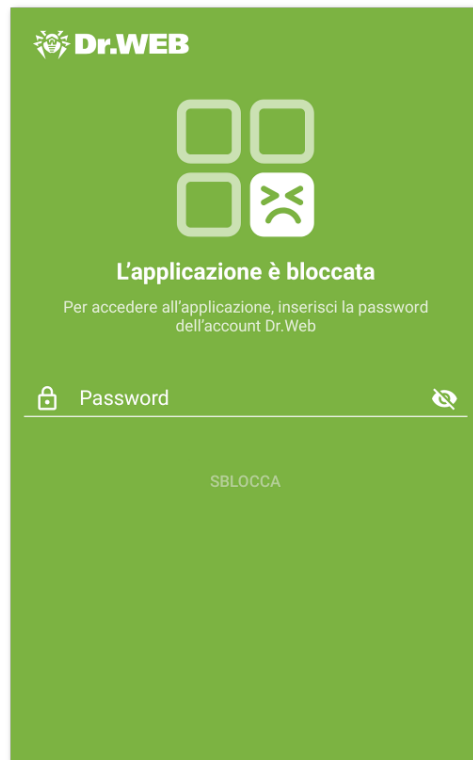 Dr.WEB
L'applicazione è bloccata
Per accedere all'applicazione, inserisci la password
dell'account Dr.Web
Password
SBLOCCA